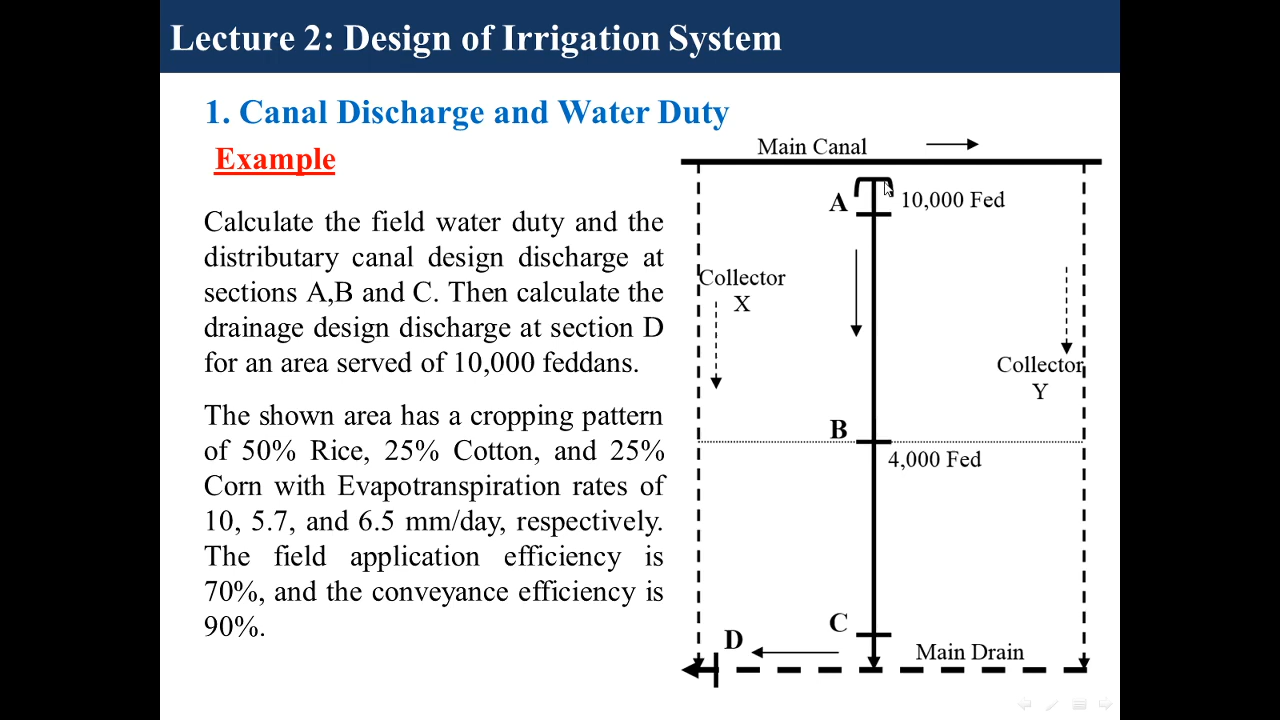 Lecture 2: Design of Irrigation System
1. Canal Discharge and Water Duty
Example
Calculate the field water duty and the
distributary canal design discharge at
sections A,B and C. Then calculate the
drainage design discharge at section D
for an area served of 10,000 feddans.
The shown area has a cropping pattern
of 50% Rice, 25% Cotton, and 25%
Corn with Evapotranspiration rates of
10, 5.7, and 6.5 mm/day, respectively.
The field application efficiency is
70%, and the conveyance efficiency is
90%.
Main Canal
A
10,000 Fed
Collector
X
Collector
Y
B
4,000 Fed
C
D
Main Drain